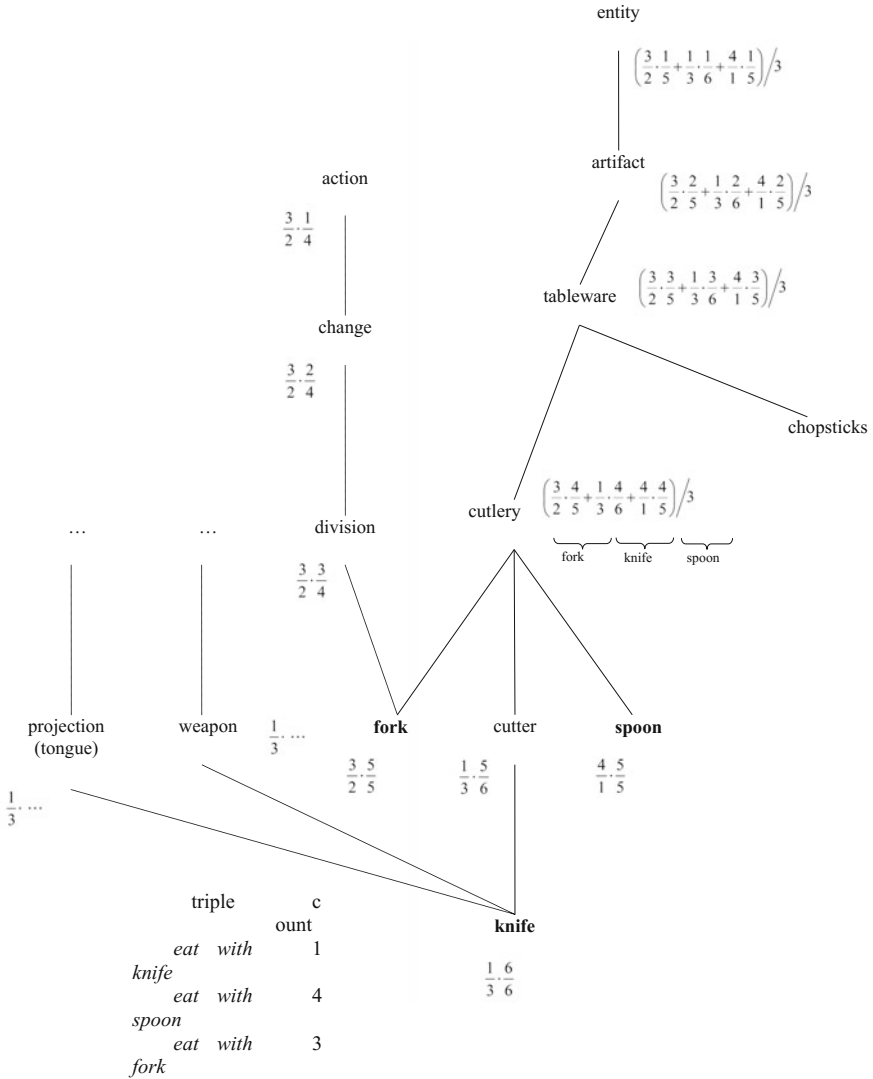 entity
(3/2 · 1/5 + 1/3 · 1/6 + 4/1 · 1/5)/3
artifact
(3/2 · 2/5 + 1/3 · 2/6 + 4/1 · 2/5)/3
action
3/2 · 1/4
tableware
(3/2 · 3/5 + 1/3 · 3/6 + 4/1 · 3/5)/3
change
3/2 · 2/4
chopsticks
cutlery
(3/2 · 4/5 + 1/3 · 4/6 + 4/1 · 4/5)/3
fork knife spoon
... ... division
3/2 · 3/4
projection
(tongue)
1/3 · ...
weapon
1/3 · ...
fork
3/2 · 5/5
cutter
1/3 · 5/6
spoon
4/1 · 5/5
knife
1/3 · 6/6
triple c
ount
eat with 1
knife
eat with 4
spoon
eat with 3
fork